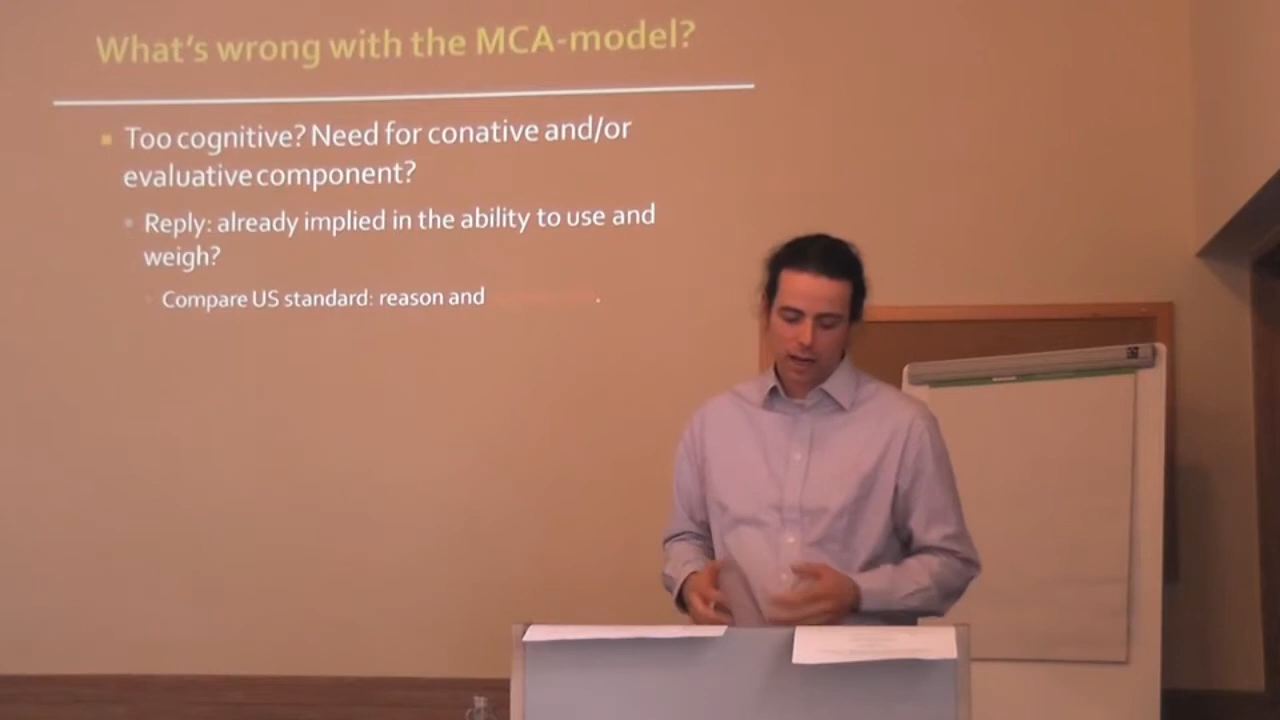 What's wrong with the MCA-model?
Too cognitive? Need for conative and/or
evaluative component?
Reply: already implied in the ability to use and
weigh?
Compare US standard: reason and .